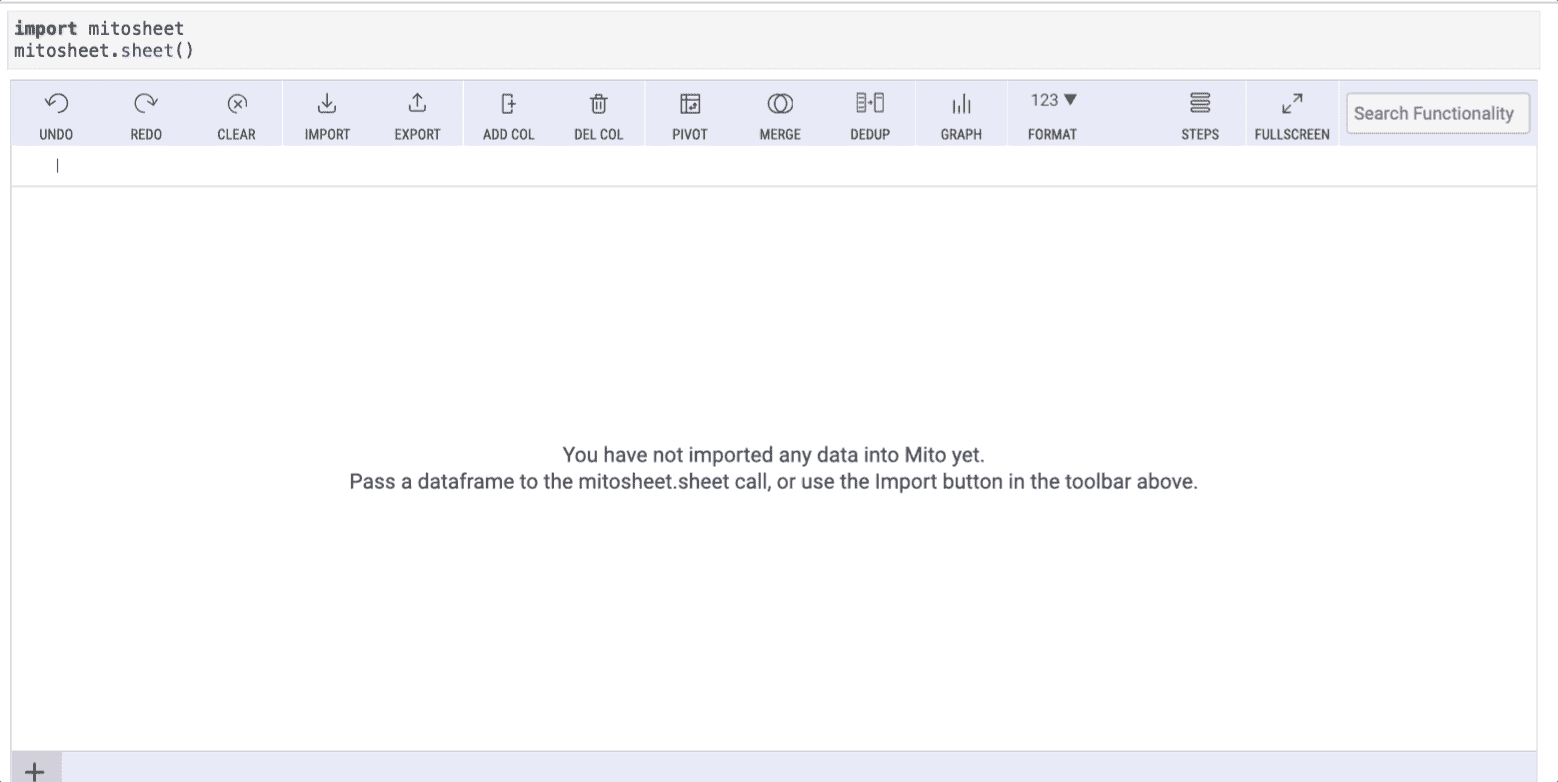 import mitosheet
mitosheet.sheet()
UNDO REDO CLEAR IMPORT EXPORT ADD COL DEL COL PIVOT MERGE DEDUP GRAPH 123 ▼ FORMAT STEPS FULLSCREEN Search Functionality
You have not imported any data into Mito yet.
Pass a dataframe to the mitosheet.sheet call, or use the Import button in the toolbar above.
+